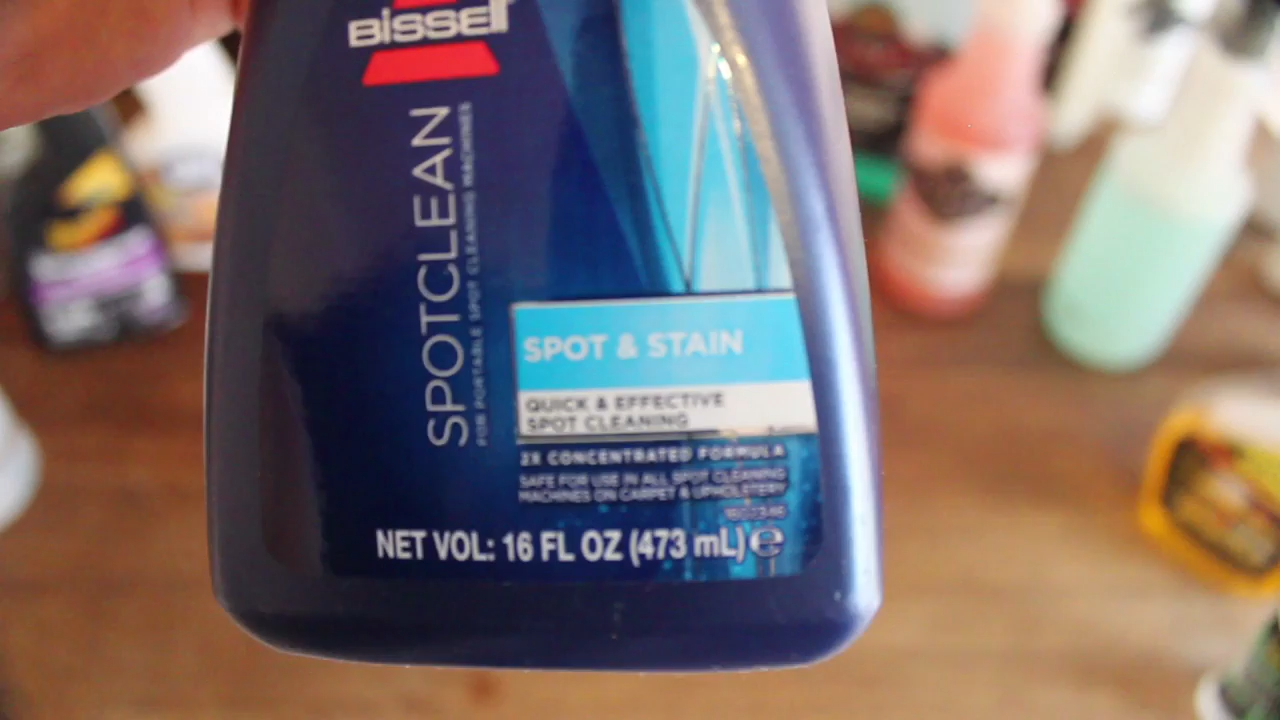 BISSELL
SPOTCLEAN
FOR PORTABLE SPOT CLEANING MACHINES
SPOT & STAIN
QUICK & EFFECTIVE
SPOT CLEANING
2X CONCENTRATED FORMULA
SAFE FOR USE IN ALL SPOT CLEANING
MACHINES ON CARPET & UPHOLSTERY
NET VOL: 16 FL OZ (473 mL) ℮